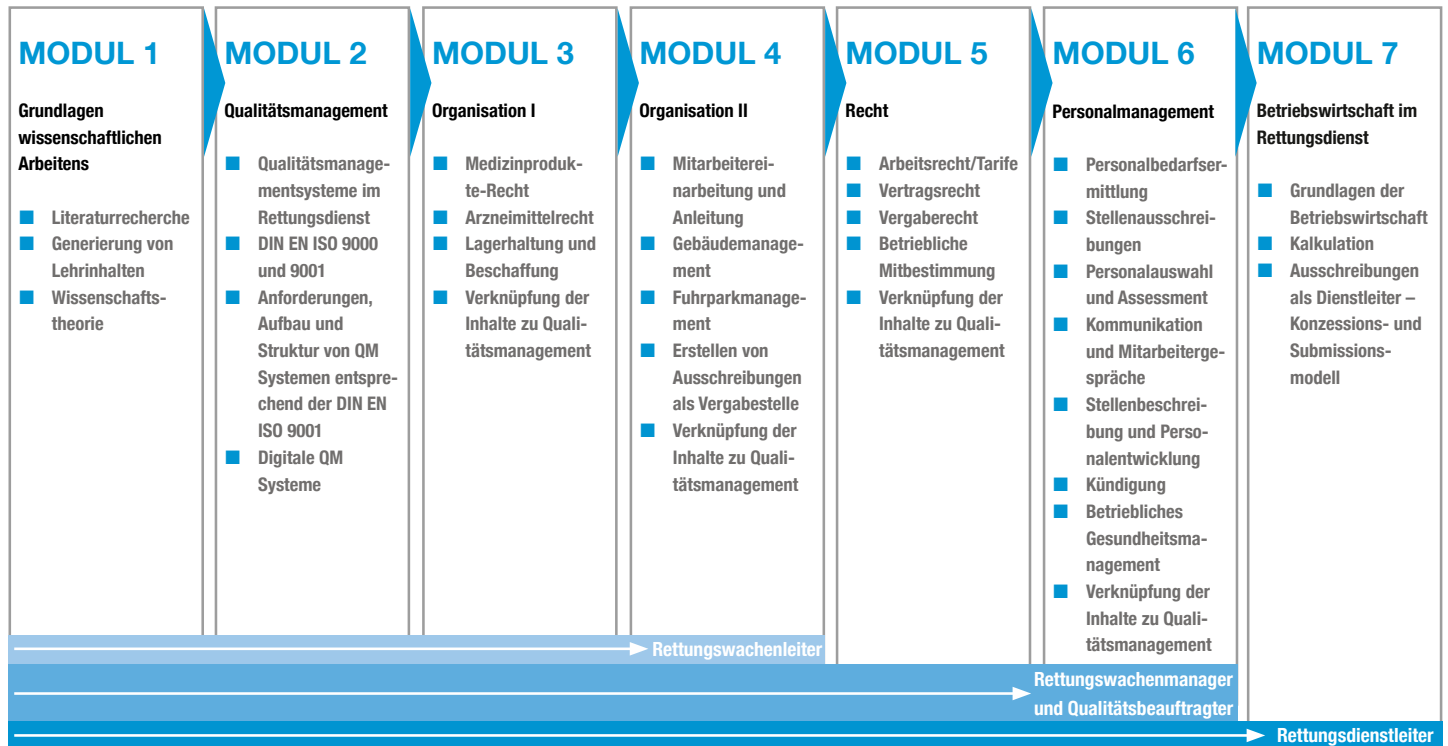 MODUL 1
Grundlagen
wissenschaftlichen
Arbeitens
Literaturrecherche
Generierung von
Lehrinhalten
Wissenschafts-
theorie
MODUL 2
Qualitätsmanagement
Qualitätsmanage-
mentsysteme im
Rettungsdienst
DIN EN ISO 9000
und 9001
Anforderungen,
Aufbau und
Struktur von QM
Systemen entspre-
chend der DIN EN
ISO 9001
Digitale QM
Systeme
MODUL 3
Organisation I
Medizinproduk-
te-Recht
Arzneimittelrecht
Lagerhaltung und
Beschaffung
Verknüpfung der
Inhalte zu Quali-
tätsmanagement
MODUL 4
Organisation II
Mitarbeiterei-
narbeitung und
Anleitung
Gebäudemanage-
ment
Fuhrparkmanage-
ment
Erstellen von
Ausschreibungen
als Vergabestelle
Verknüpfung der
Inhalte zu Quali-
tätsmanagement
MODUL 5
Recht
Arbeitsrecht/Tarife
Vertragsrecht
Vergaberecht
Betriebliche
Mitbestimmung
Verknüpfung der
Inhalte zu Quali-
tätsmanagement
MODUL 6
Personalmanagement
Personalbedarfser-
mittlung
Stellenausschrei-
bungen
Personalauswahl
und Assessment
Kommunikation
und Mitarbeiterge-
spräche
Stellenbeschrei-
bung und Perso-
nalentwicklung
Kündigung
Betriebliches
Gesundheitsma-
nagement
Verknüpfung der
Inhalte zu Quali-
tätsmanagement
MODUL 7
Betriebswirtschaft im
Rettungsdienst
Grundlagen der
Betriebswirtschaft
Kalkulation
Ausschreibungen
als Dienstleiter –
Konzessions- und
Submissions-
modell
Rettungswachenleiter
Rettungswachenmanager
und Qualitätsbeauftragter
Rettungsdienstleiter